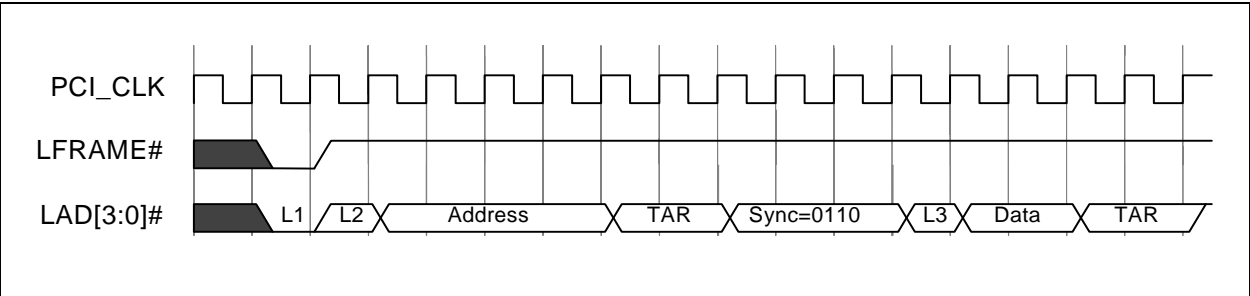 PCI_CLK
LFRAME#
LAD[3:0]# L1 L2 Address TAR Sync=0110 L3 Data TAR